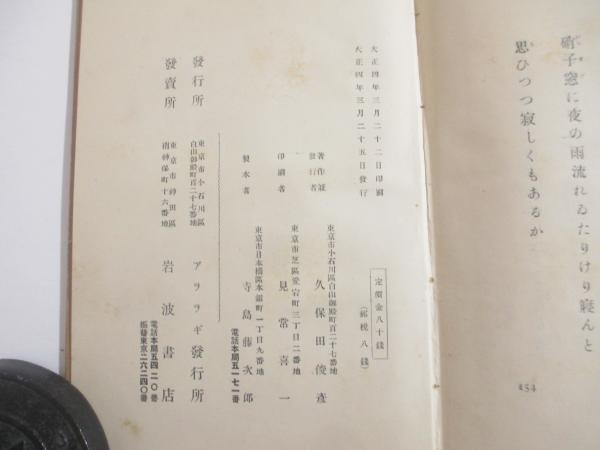 硝子窓に夜の雨流れゐたりけり寝んと
思ひつつ寂しくもあるか
254
大正四年三月二十二日印刷
大正四年三月二十五日發行
定價金八十錢
(郵税八錢)
著作兼
發行者
東京市小石川區白山御殿町百二十七番地
久保田俊彦
印刷者
東京市芝區愛宕町三丁目二番地
見常喜一
製本者
東京市日本橋區本銀町一丁目九番地
寺島藤次郎
電話本局五一七一番
發行所
東京市小石川區
白山御殿町百二十七番地
アララギ發行所
發賣所
東京市神田區
南神保町十六番地
岩波書店
電話本局五四二〇番
振替東京二六二四〇番